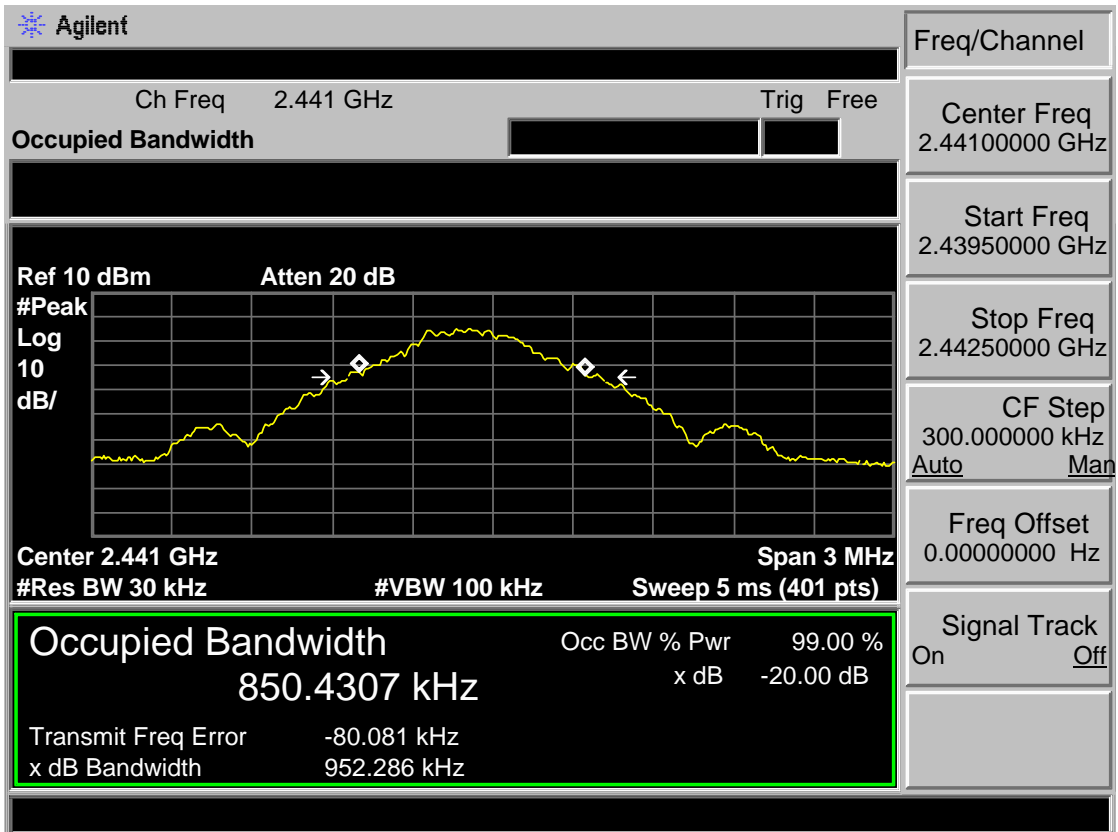 Agilent
Freq/Channel
Ch Freq 2.441 GHz Trig Free
Occupied Bandwidth
Center Freq
2.44100000 GHz
Start Freq
2.43950000 GHz
Stop Freq
2.44250000 GHz
CF Step
300.000000 kHz
Auto Man
Freq Offset
0.00000000 Hz
Signal Track
On Off
Ref 10 dBm Atten 20 dB
#Peak
Log
10
dB/
Center 2.441 GHz Span 3 MHz
#Res BW 30 kHz #VBW 100 kHz Sweep 5 ms (401 pts)
Occupied Bandwidth Occ BW % Pwr 99.00 %
850.4307 kHz x dB -20.00 dB
Transmit Freq Error -80.081 kHz
x dB Bandwidth 952.286 kHz